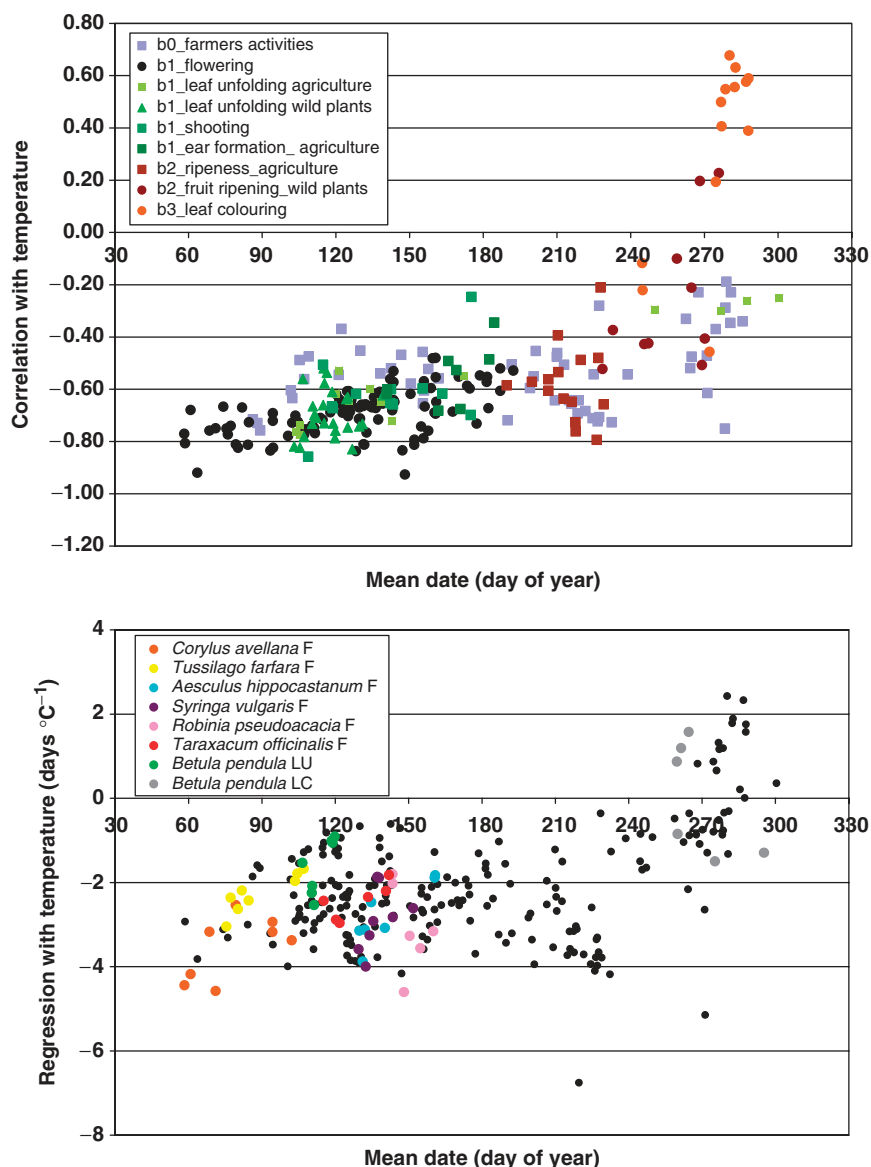 0.80
b0_farmers activities
b1_flowering
b1_leaf unfolding agriculture
b1_leaf unfolding wild plants
b1_shooting
b1_ear formation_ agriculture
b2_ripeness_agriculture
b2_fruit ripening_wild plants
b3_leaf colouring
0.60
0.40
0.20
0.00
30 60 90 120 150 180 210 240 270 300 330
−0.20
−0.40
−0.60
−0.80
−1.00
−1.20
Correlation with temperature
Mean date (day of year)
4
Corylus avellana F
Tussilago farfara F
Aesculus hippocastanum F
Syringa vulgaris F
Robinia pseudoacacia F
Taraxacum officinalis F
Betula pendula LU
Betula pendula LC
2
0
30 60 90 120 150 180 210 240 270 300 330
−2
−4
−6
−8
Regression with temperature (days °C−1)
Mean date (day of year)